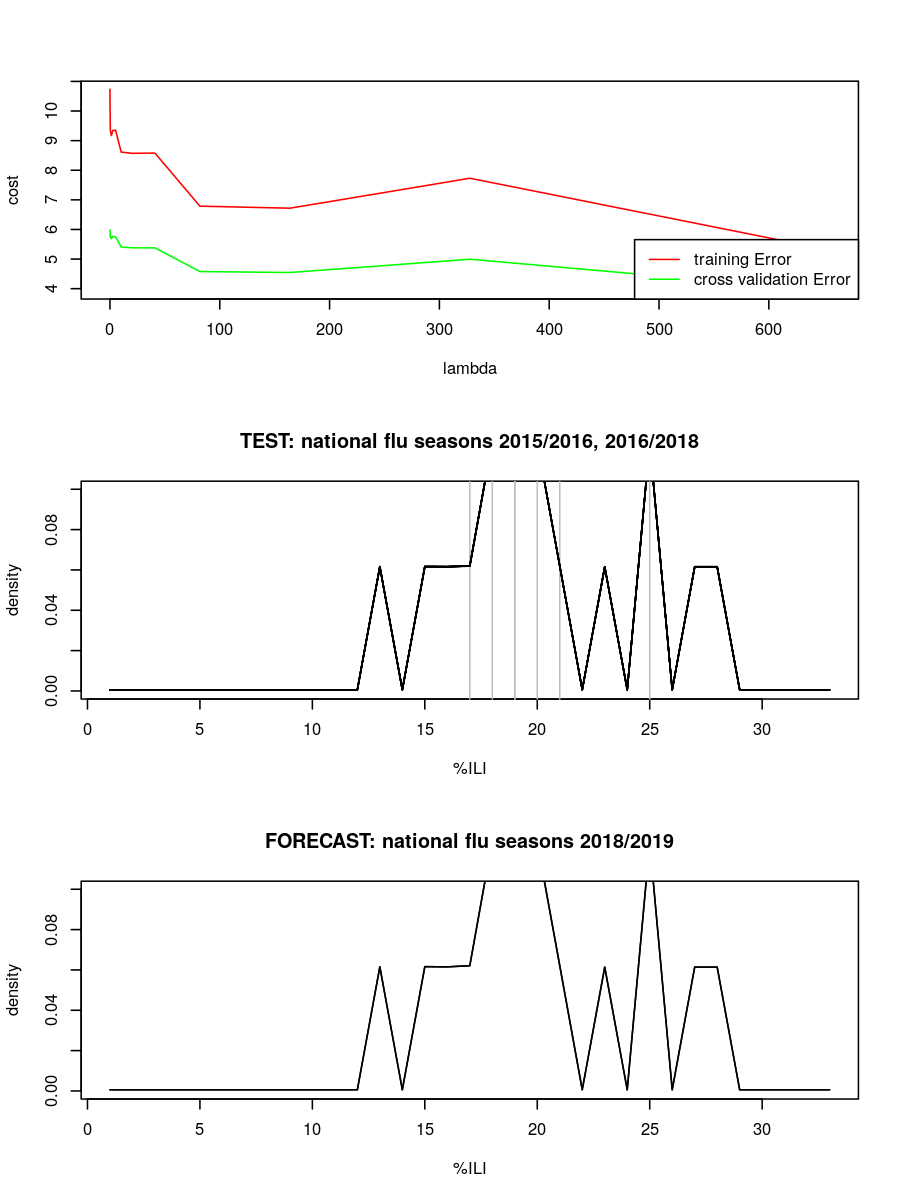 cost
4 5 6 7 8 9 10
training Error
cross validation Error
0 100 200 300 400 500 600
lambda
TEST: national flu seasons 2015/2016, 2016/2018
density
0.00 0.04 0.08
0 5 10 15 20 25 30
%ILI
FORECAST: national flu seasons 2018/2019
density
0.00 0.04 0.08
0 5 10 15 20 25 30
%ILI